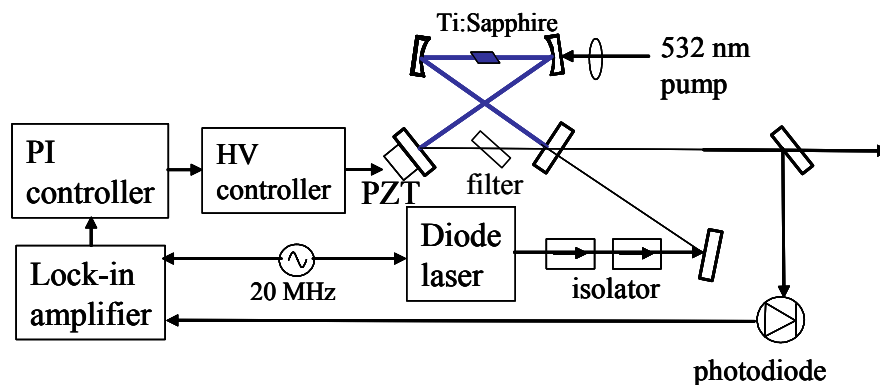 Ti:Sapphire
532 nm
pump
PI
controller
HV
controller
PZT
filter
Lock-in
amplifier
20 MHz
Diode
laser
isolator
photodiode